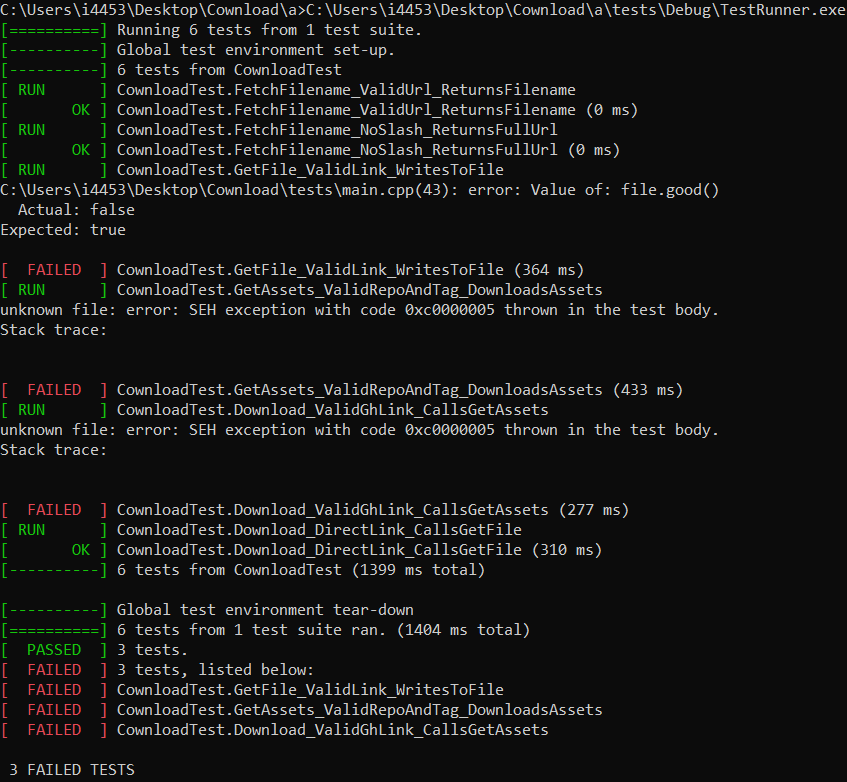 C:\Users\i4453\Desktop\Cownload\a>C:\Users\i4453\Desktop\Cownload\a\tests\Debug\TestRunner.exe
[==========] Running 6 tests from 1 test suite.
[----------] Global test environment set-up.
[----------] 6 tests from CownloadTest
[ RUN      ] CownloadTest.FetchFilename_ValidUrl_ReturnsFilename
[       OK ] CownloadTest.FetchFilename_ValidUrl_ReturnsFilename (0 ms)
[ RUN      ] CownloadTest.FetchFilename_NoSlash_ReturnsFullUrl
[       OK ] CownloadTest.FetchFilename_NoSlash_ReturnsFullUrl (0 ms)
[ RUN      ] CownloadTest.GetFile_ValidLink_WritesToFile
C:\Users\i4453\Desktop\Cownload\tests\main.cpp(43): error: Value of: file.good()
  Actual: false
Expected: true
[  FAILED  ] CownloadTest.GetFile_ValidLink_WritesToFile (364 ms)
[ RUN      ] CownloadTest.GetAssets_ValidRepoAndTag_DownloadsAssets
unknown file: error: SEH exception with code 0xc0000005 thrown in the test body.
Stack trace:
[  FAILED  ] CownloadTest.GetAssets_ValidRepoAndTag_DownloadsAssets (433 ms)
[ RUN      ] CownloadTest.Download_ValidGhLink_CallsGetAssets
unknown file: error: SEH exception with code 0xc0000005 thrown in the test body.
Stack trace:
[  FAILED  ] CownloadTest.Download_ValidGhLink_CallsGetAssets (277 ms)
[ RUN      ] CownloadTest.Download_DirectLink_CallsGetFile
[       OK ] CownloadTest.Download_DirectLink_CallsGetFile (310 ms)
[----------] 6 tests from CownloadTest (1399 ms total)
[----------] Global test environment tear-down
[==========] 6 tests from 1 test suite ran. (1404 ms total)
[  PASSED  ] 3 tests.
[  FAILED  ] 3 tests, listed below:
[  FAILED  ] CownloadTest.GetFile_ValidLink_WritesToFile
[  FAILED  ] CownloadTest.GetAssets_ValidRepoAndTag_DownloadsAssets
[  FAILED  ] CownloadTest.Download_ValidGhLink_CallsGetAssets
 3 FAILED TESTS